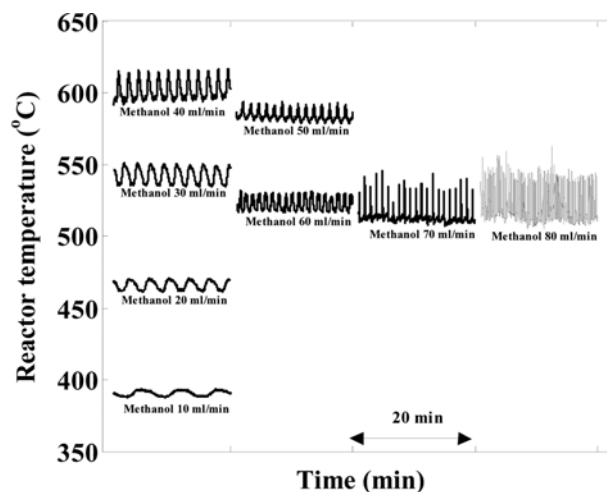 650
600
550
500
450
400
350
Reactor temperature (°C)
Methanol 40 ml/min
Methanol 50 ml/min
Methanol 30 ml/min
Methanol 60 ml/min
Methanol 70 ml/min
Methanol 80 ml/min
Methanol 20 ml/min
Methanol 10 ml/min
20 min
Time (min)